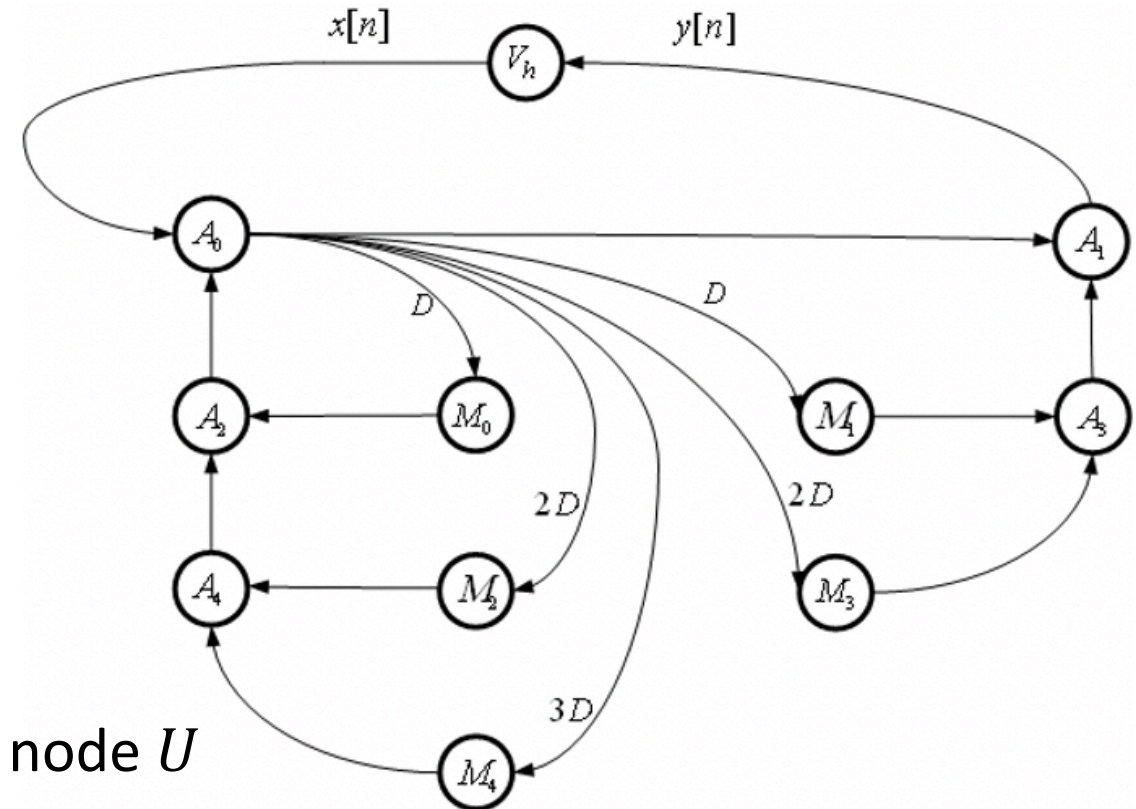 x[n]
y[n]
V_h
A_0
A_1
D
D
A_2
M_0
M_1
A_3
2D
2D
A_4
M_2
M_3
3D
node U
M_4